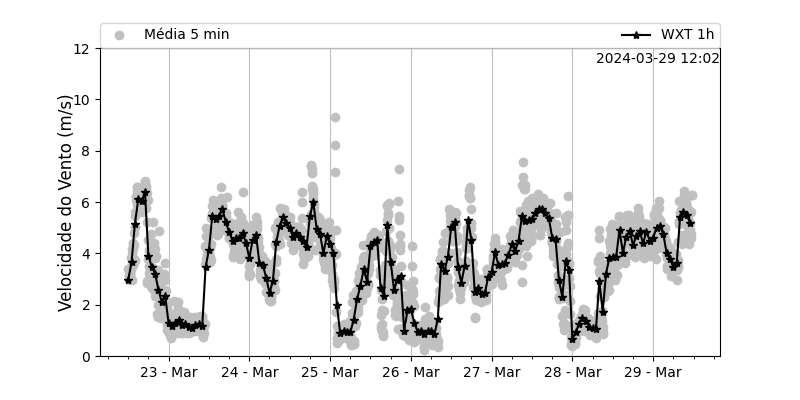 Média 5 min
WXT 1h
2024-03-29 12:02
Velocidade do Vento (m/s)
12
10
8
6
4
2
0
23 - Mar
24 - Mar
25 - Mar
26 - Mar
27 - Mar
28 - Mar
29 - Mar